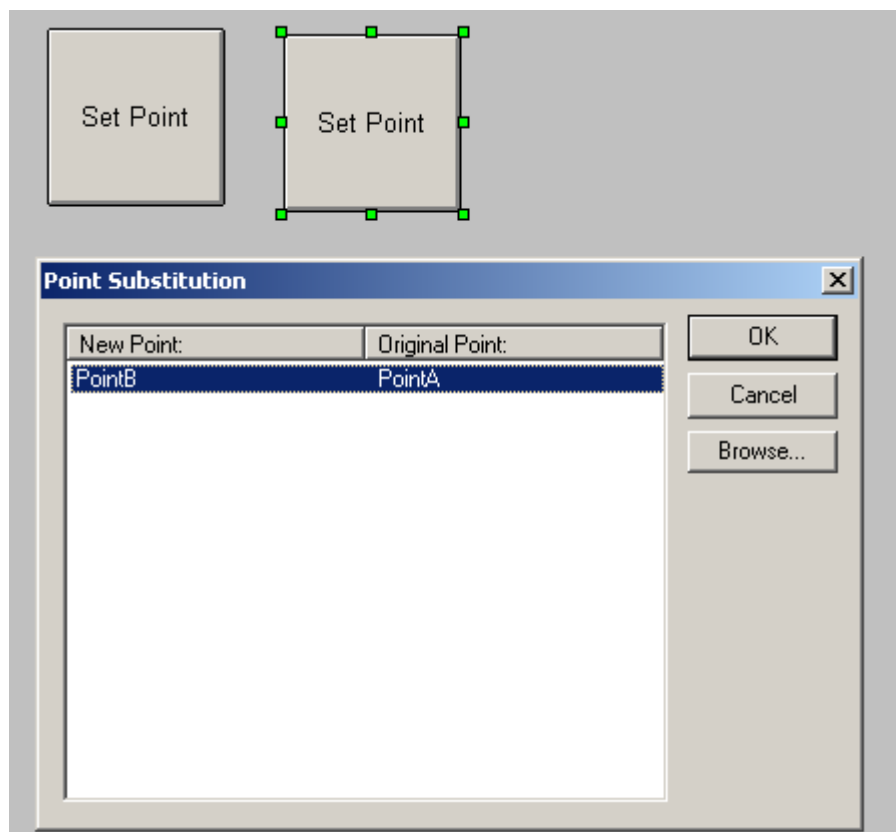 Set Point
Set Point
Point Substitution
New Point: Original Point:
PointB PointA
OK
Cancel
Browse...